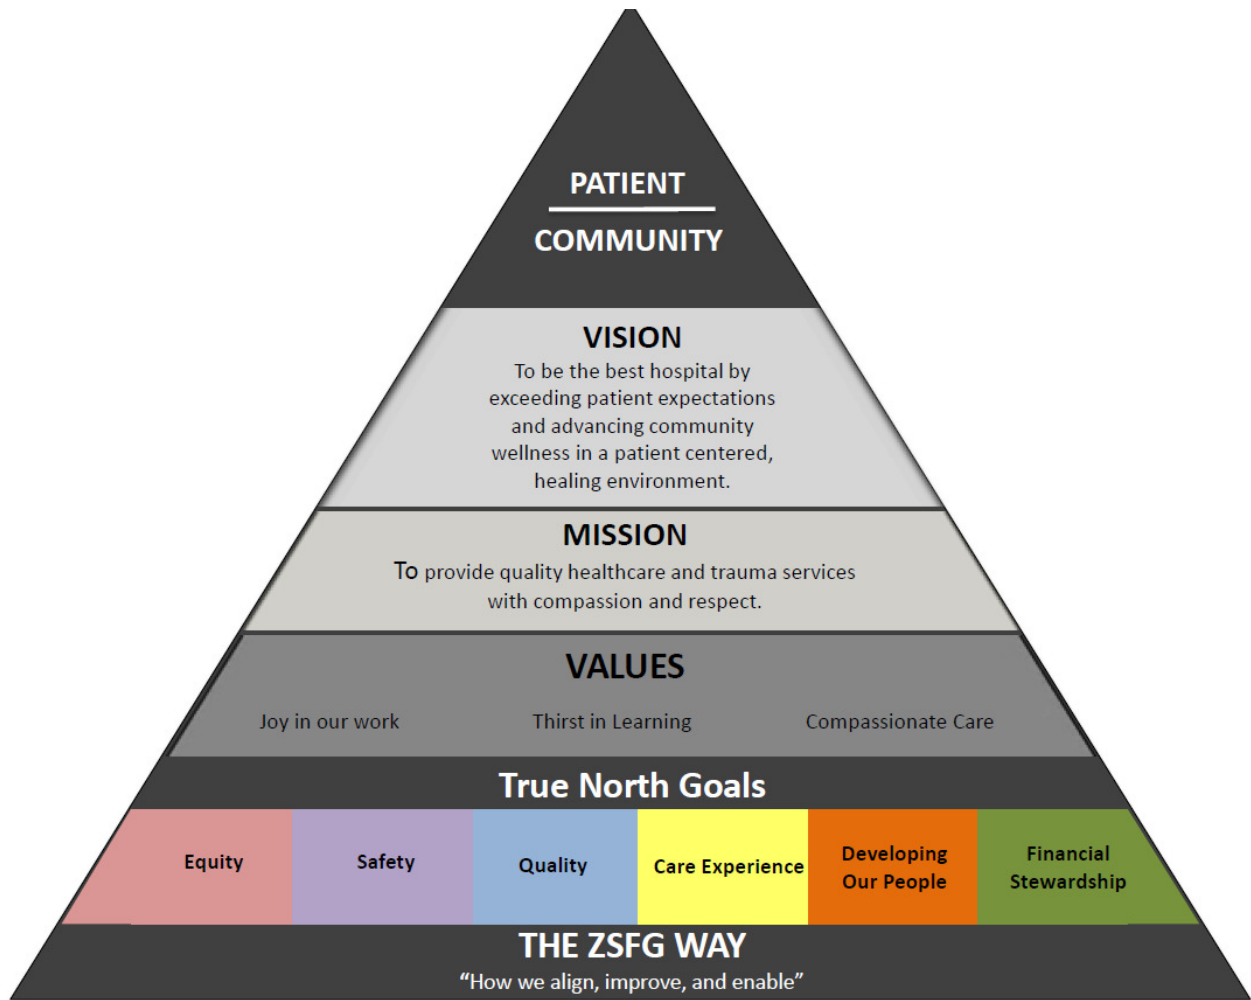 PATIENT
COMMUNITY
VISION
To be the best hospital by
exceeding patient expectations
and advancing community
wellness in a patient centered,
healing environment.
MISSION
To provide quality healthcare and trauma services
with compassion and respect.
VALUES
Joy in our work
Thirst in Learning
Compassionate Care
True North Goals
Equity
Safety
Quality
Care Experience
Developing
Our People
Financial
Stewardship
THE ZSFG WAY
“How we align, improve, and enable”